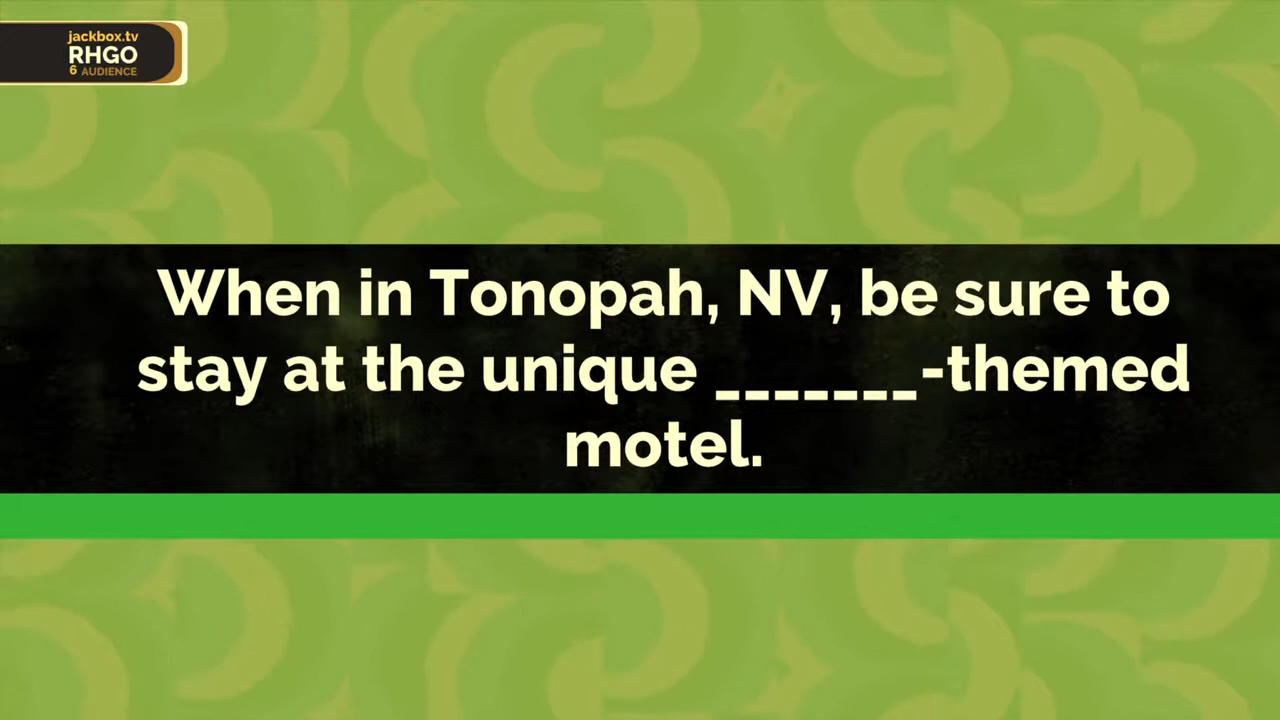 jackbox.tv
RHGO
6 AUDIENCE
When in Tonopah, NV, be sure to
stay at the unique _______-themed
motel.